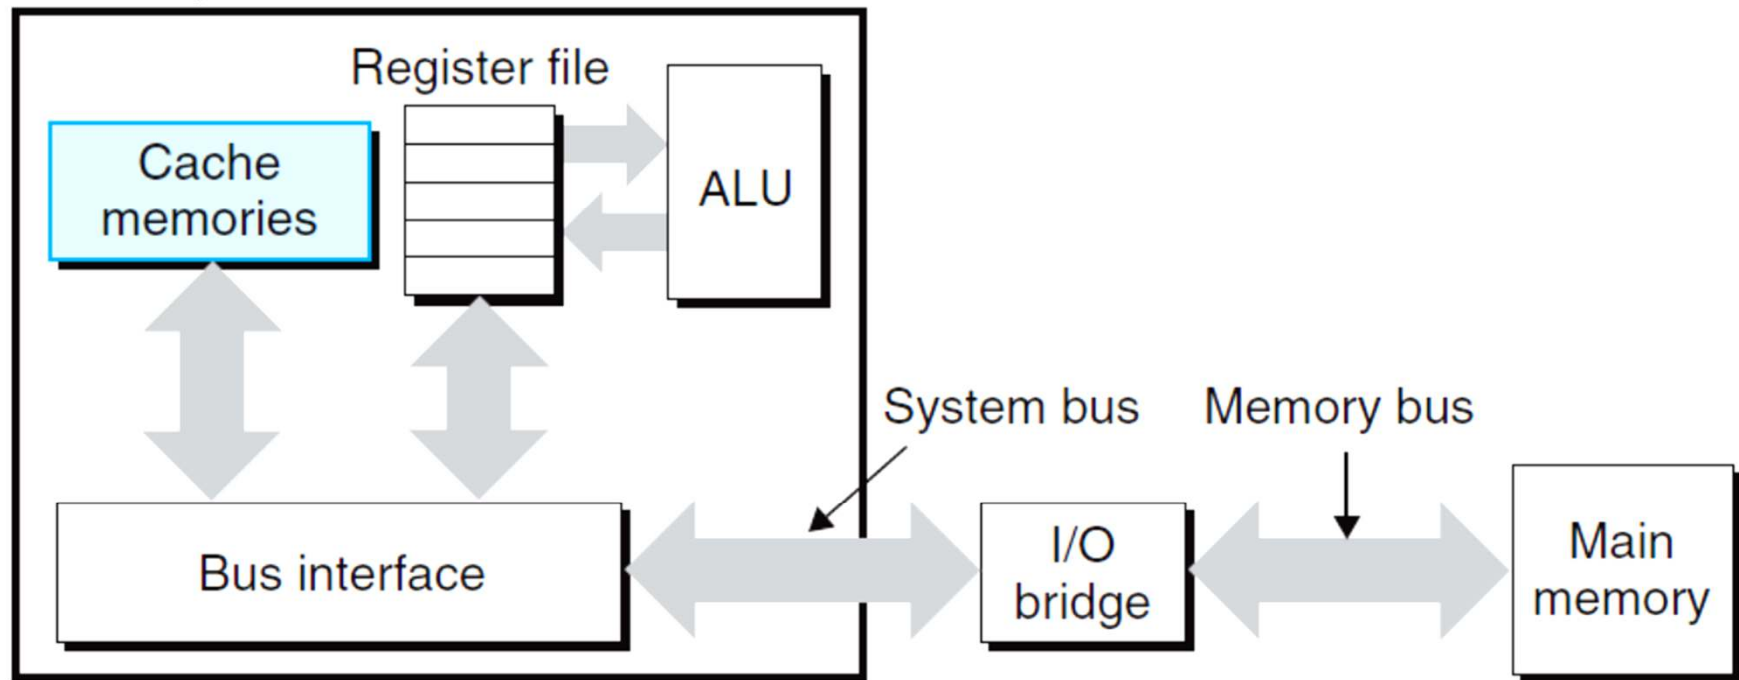 Register file
Cache
memories
ALU
System bus
Memory bus
Bus interface
I/O
bridge
Main
memory